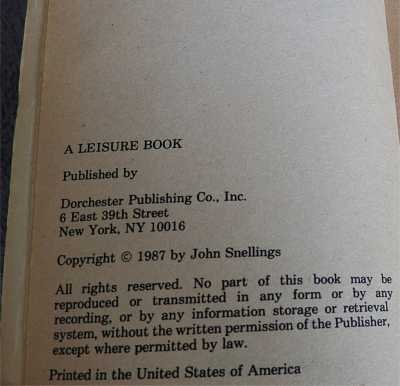 A LEISURE BOOK
Published by
Dorchester Publishing Co., Inc.
6 East 39th Street
New York, NY 10016
Copyright © 1987 by John Snellings
All rights reserved. No part of this book may be
reproduced or transmitted in any form or by any
recording, or by any information storage or retrieval
system, without the written permission of the Publisher,
except where permitted by law.
Printed in the United States of America